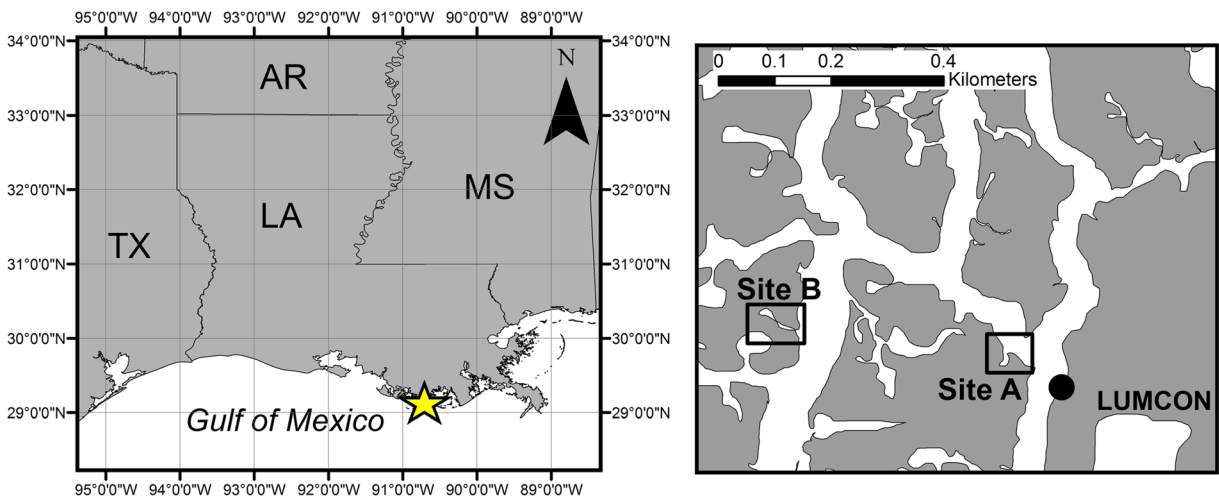 95°0'0"W 94°0'0"W 93°0'0"W 92°0'0"W 91°0'0"W 90°0'0"W 89°0'0"W
34°0'0"N 34°0'0"N
N
AR
33°0'0"N 33°0'0"N
32°0'0"N 32°0'0"N
MS
LA
TX
31°0'0"N 31°0'0"N
30°0'0"N 30°0'0"N
29°0'0"N 29°0'0"N
Gulf of Mexico
95°0'0"W 94°0'0"W 93°0'0"W 92°0'0"W 91°0'0"W 90°0'0"W 89°0'0"W
0 0.1 0.2 0.4
Kilometers
Site B
Site A
LUMCON